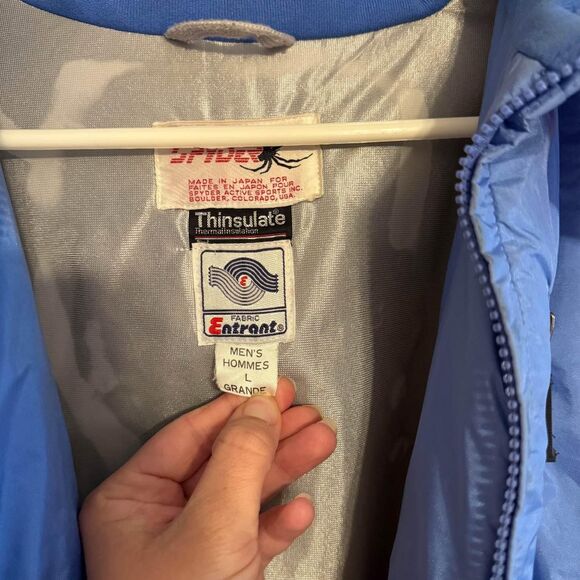 SPYDER
MADE IN JAPAN FOR
FAITES EN JAPON POUR
SPYDER ACTIVE SPORTS INC.
BOULDER, COLORADO, USA.
Thinsulate®
Thermal Insulation
E
FABRIC
Entrant®
MEN'S
HOMMES
L
GRANDE